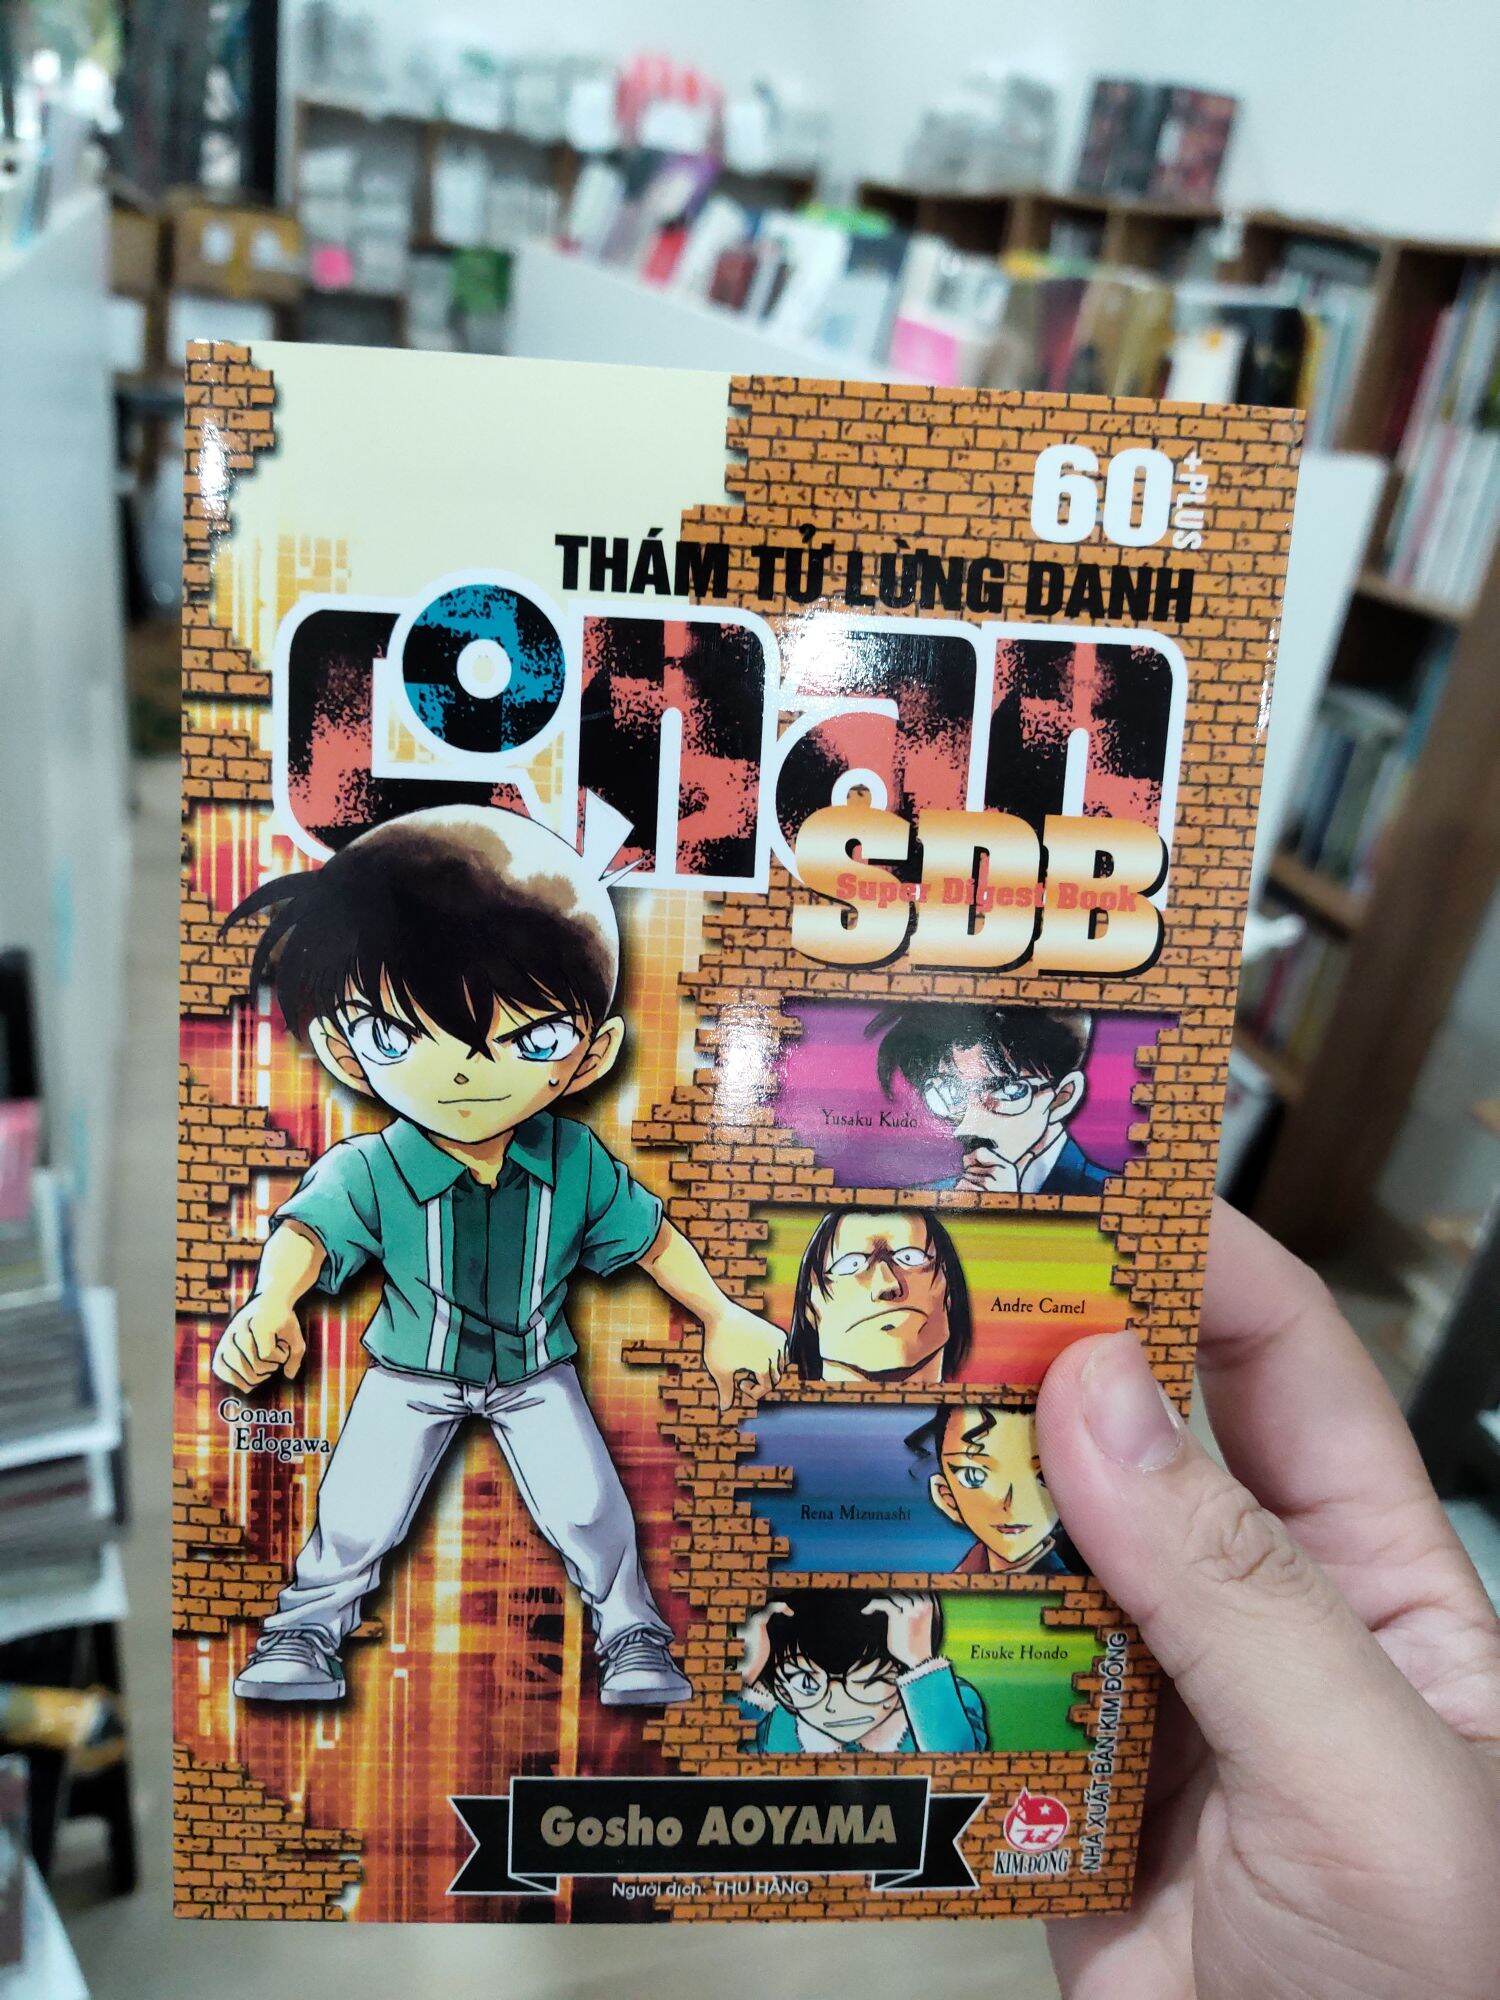 60
+PLUS
THÁM TỬ LỪNG DANH
Conan
SDB
Super Digest Book
Yusaku Kudo
Andre Camel
Conan
Edogawa
Rena Mizunashi
Eisuke Hondo
Gosho AOYAMA
Người dịch: THU HẰNG
KIM ĐỒNG
NHÀ XUẤT BẢN KIM ĐỒNG